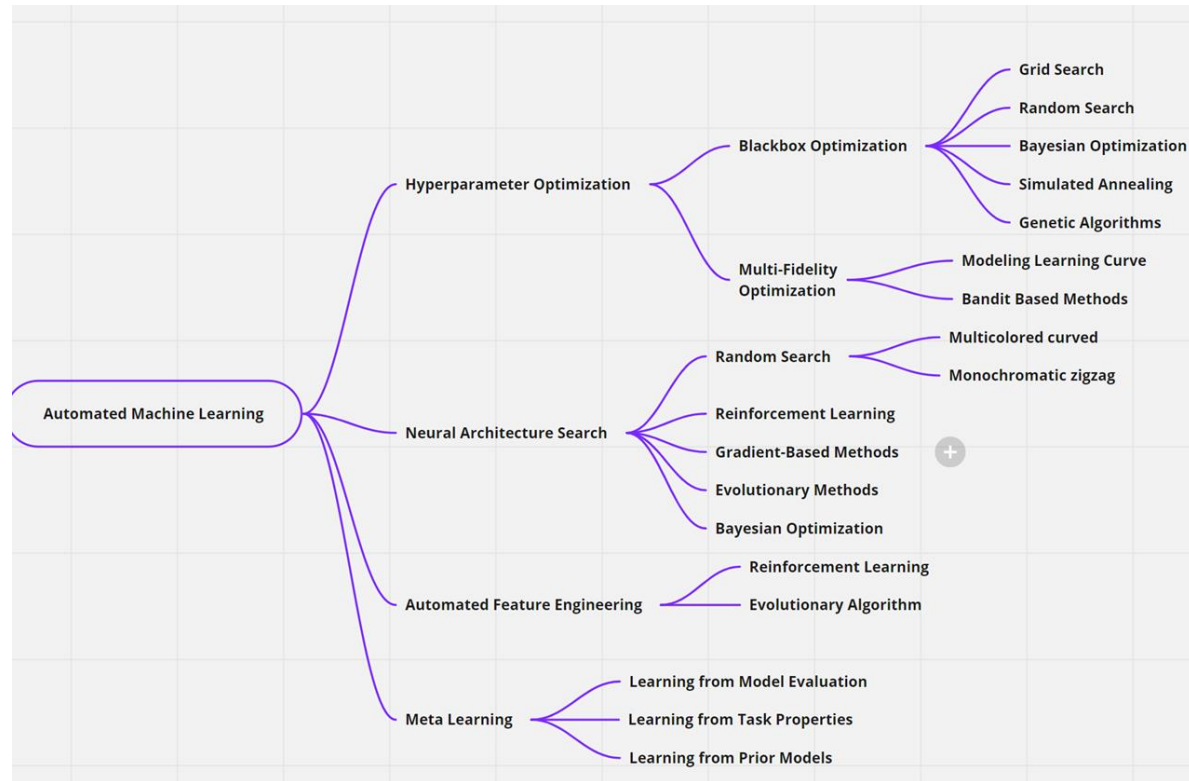 Automated Machine Learning
Hyperparameter Optimization
Blackbox Optimization
Grid Search
Random Search
Bayesian Optimization
Simulated Annealing
Genetic Algorithms
Multi-Fidelity
Optimization
Modeling Learning Curve
Bandit Based Methods
Neural Architecture Search
Random Search
Multicolored curved
Monochromatic zigzag
Reinforcement Learning
Gradient-Based Methods
Evolutionary Methods
Bayesian Optimization
Automated Feature Engineering
Reinforcement Learning
Evolutionary Algorithm
Meta Learning
Learning from Model Evaluation
Learning from Task Properties
Learning from Prior Models